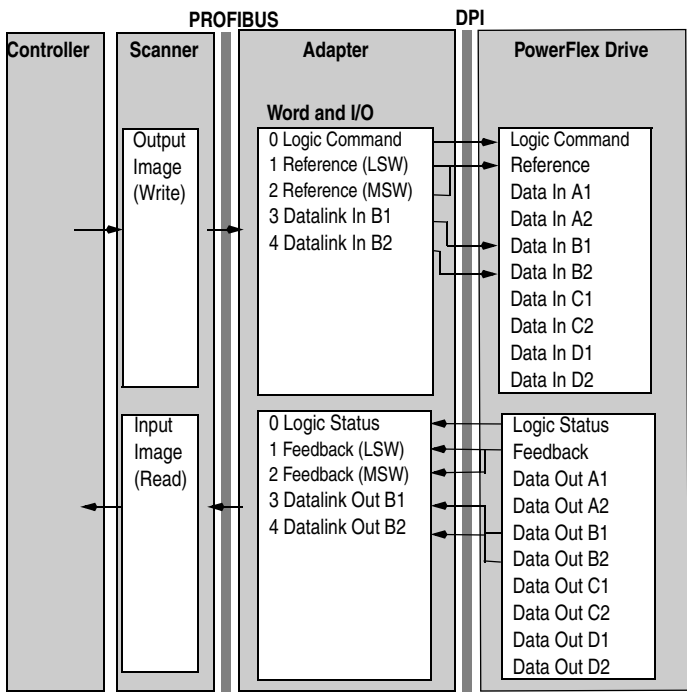 PROFIBUS
DPI
Controller
Scanner
Adapter
PowerFlex Drive
Word and I/O
Output
Image
(Write)
0 Logic Command
1 Reference (LSW)
2 Reference (MSW)
3 Datalink In B1
4 Datalink In B2
Logic Command
Reference
Data In A1
Data In A2
Data In B1
Data In B2
Data In C1
Data In C2
Data In D1
Data In D2
Input
Image
(Read)
0 Logic Status
1 Feedback (LSW)
2 Feedback (MSW)
3 Datalink Out B1
4 Datalink Out B2
Logic Status
Feedback
Data Out A1
Data Out A2
Data Out B1
Data Out B2
Data Out C1
Data Out C2
Data Out D1
Data Out D2